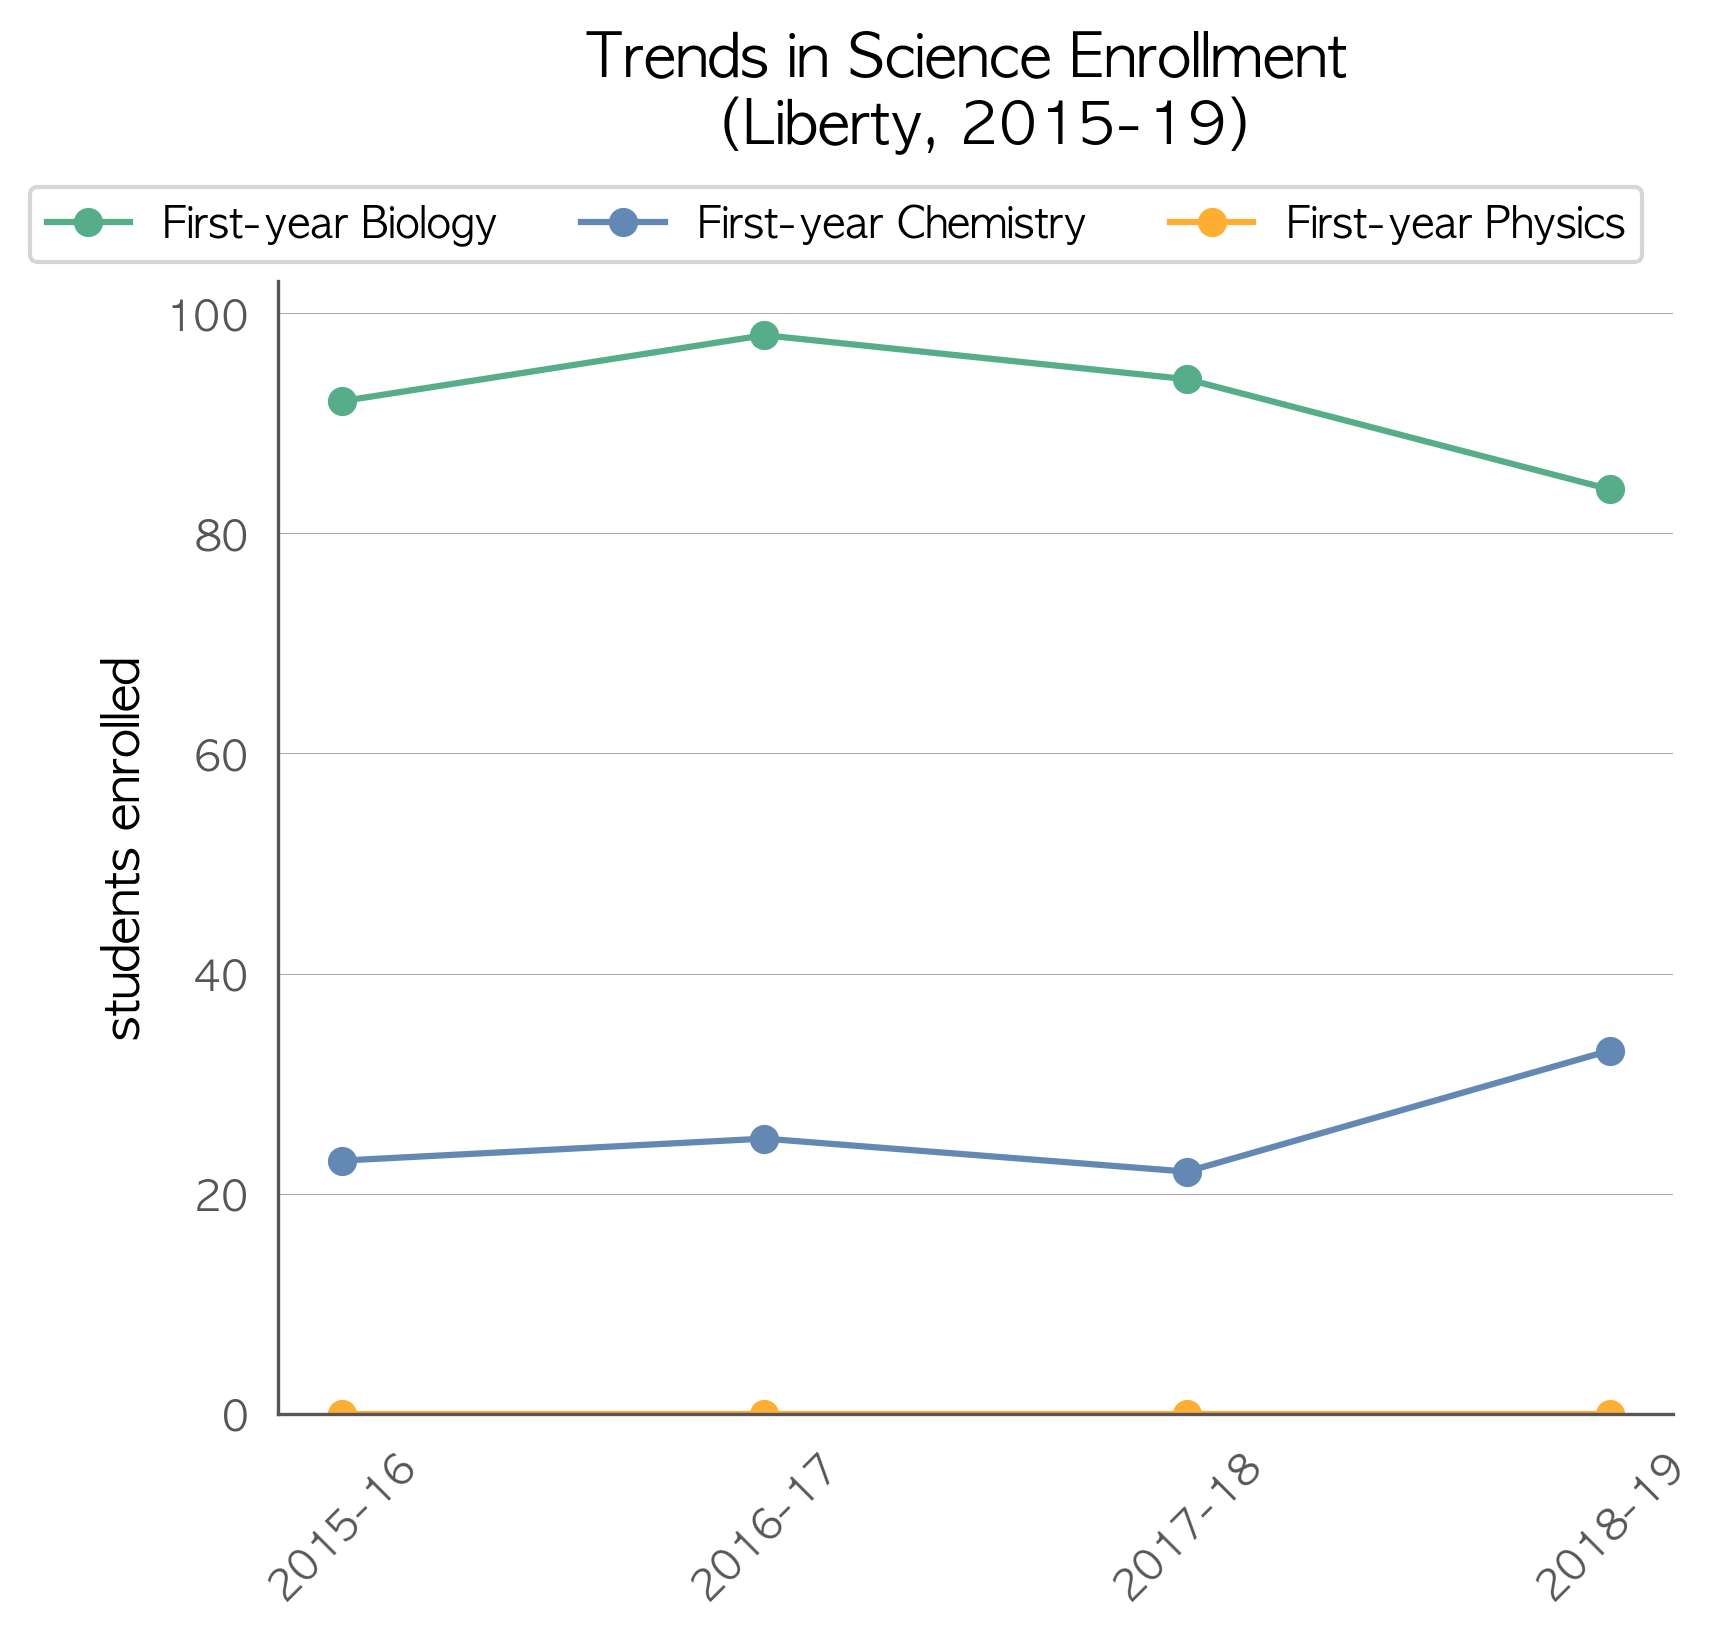 Trends in Science Enrollment
(Liberty, 2015-19)
First-year Biology
First-year Chemistry
First-year Physics
100
80
60
40
20
0
students enrolled
2015-16
2016-17
2017-18
2018-19